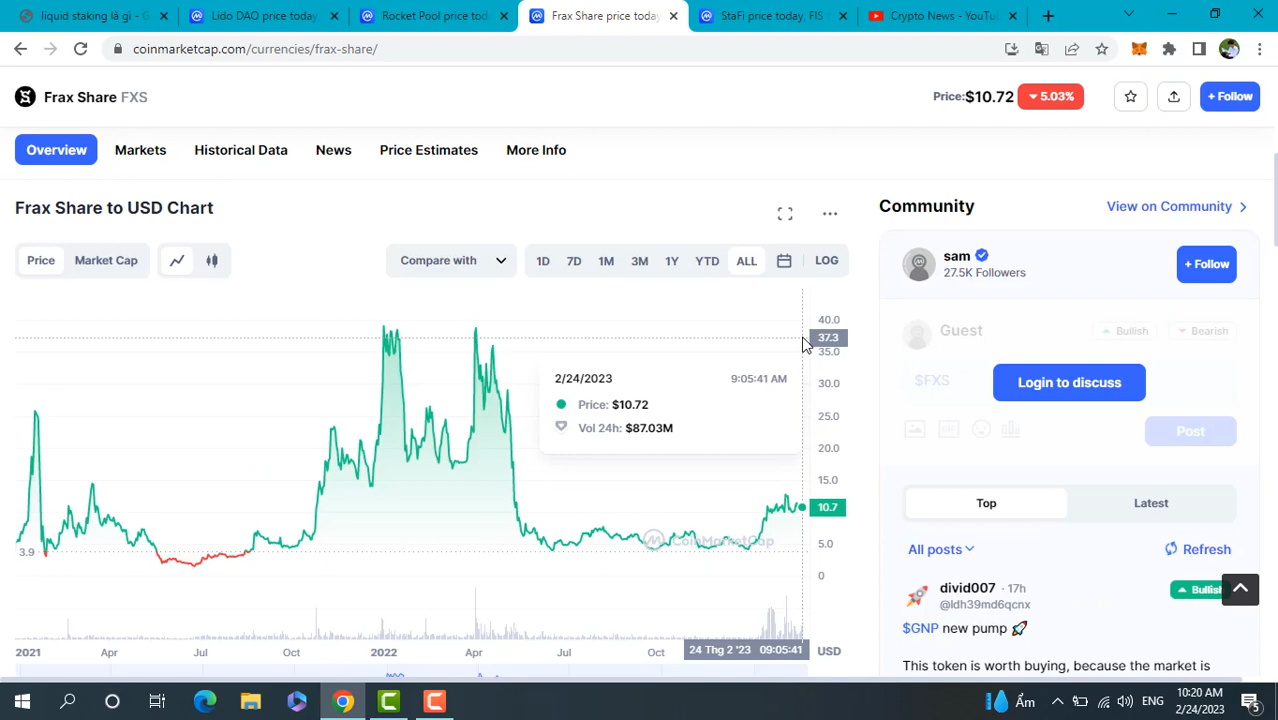 liquid staking là gì - G
Lido DAO price today,
Rocket Pool price tod
Frax Share price today
StaFi price today, FIS
Crypto News - YouTu
coinmarketcap.com/currencies/frax-share/
Frax Share FXS
Price:$10.72 5.03%
+ Follow
Overview Markets Historical Data News Price Estimates More Info
Frax Share to USD Chart
Price Market Cap
Compare with
1D 7D 1M 3M 1Y YTD ALL LOG
40.0
37.3
35.0
30.0
25.0
20.0
15.0
10.7
5.0
0
3.9
2/24/2023 9:05:41 AM
Price: $10.72
Vol 24h: $87.03M
CoinMarketCap
2021 Apr Jul Oct 2022 Apr Jul Oct 24 Thg 2 '23 09:05:41 USD
Community View on Community
sam
27.5K Followers
+ Follow
Guest Bullish Bearish
$FXS
Login to discuss
GIF
Post
Top Latest
All posts Refresh
divid007 · 17h
@ldh39md6qcnx
Bullish
$GNP new pump 🚀
This token is worth buying, because the market is
Ẩm ENG 10:20 AM
2/24/2023
5